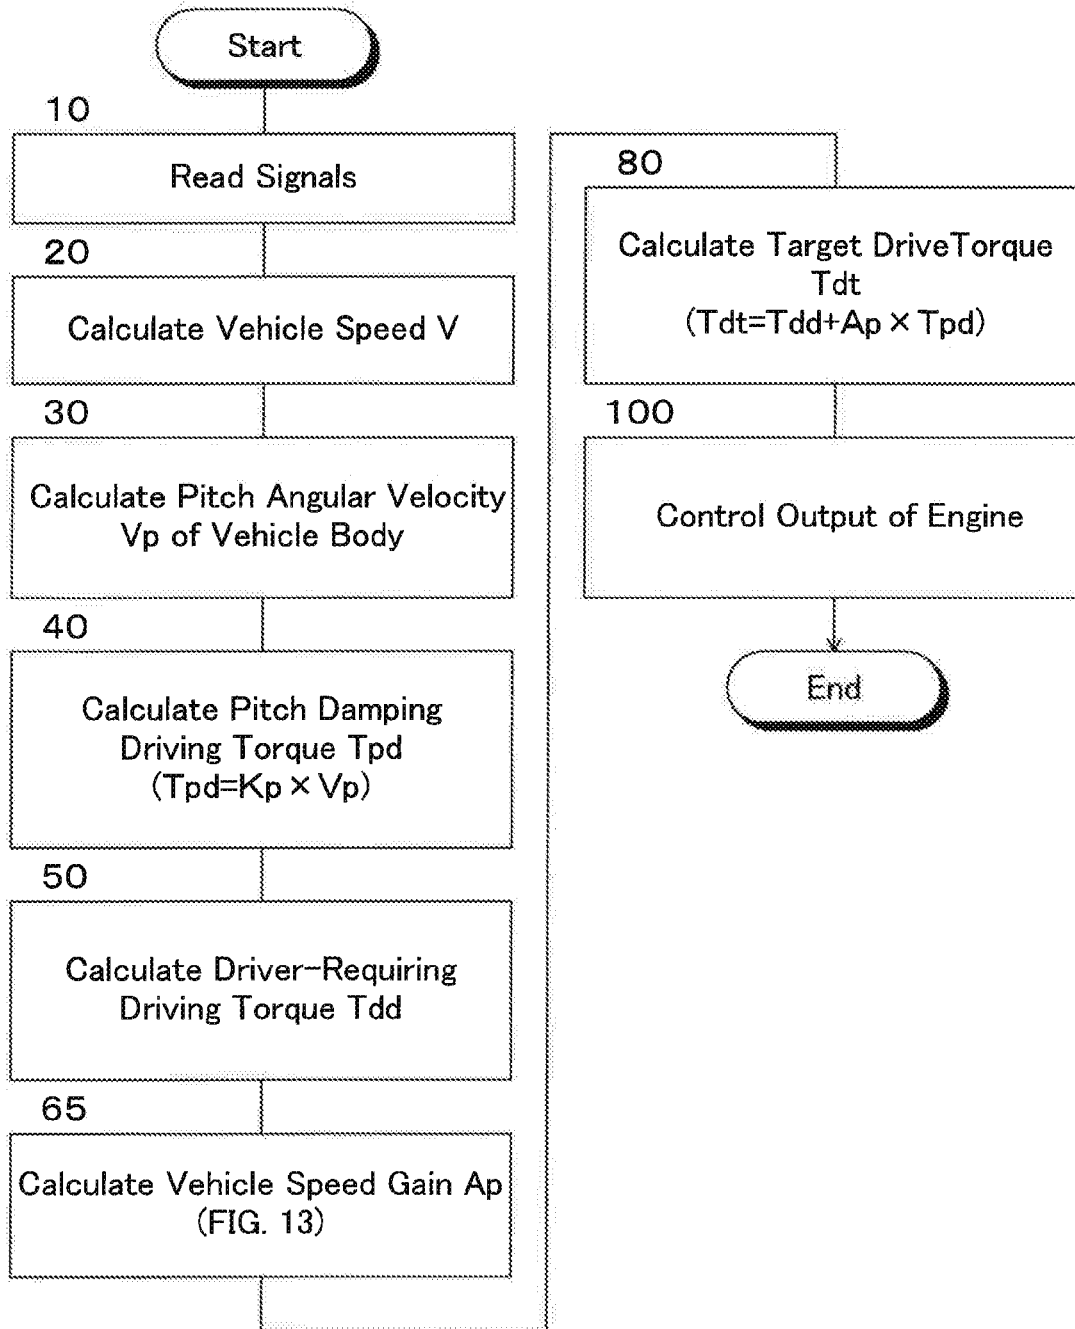 Start
10
Read Signals
20
Calculate Vehicle Speed V
30
Calculate Pitch Angular Velocity
Vp of Vehicle Body
40
Calculate Pitch Damping
Driving Torque Tpd
(Tpd=Kp×Vp)
50
Calculate Driver-Requiring
Driving Torque Tdd
65
Calculate Vehicle Speed Gain Ap
(FIG. 13)
80
Calculate Target DriveTorque
Tdt
(Tdt=Tdd+Ap×Tpd)
100
Control Output of Engine
End